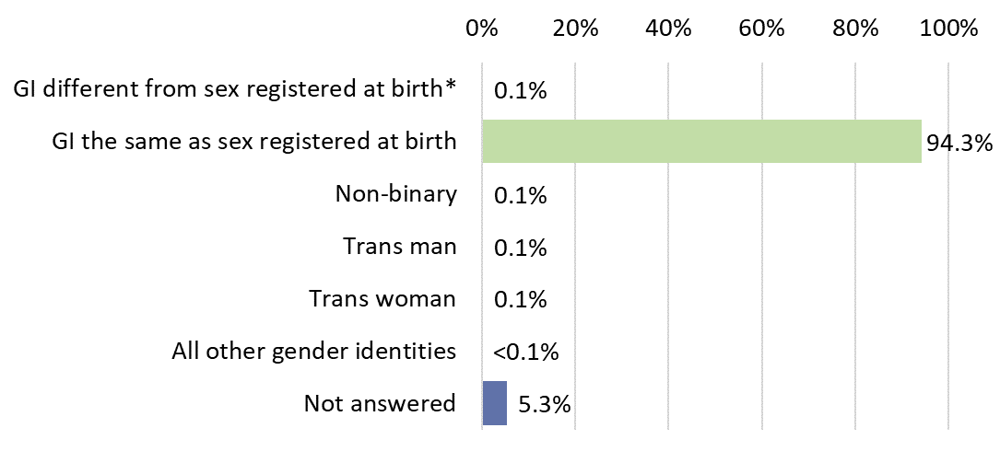 0% 20% 40% 60% 80% 100%
GI different from sex registered at birth* 0.1%
GI the same as sex registered at birth 94.3%
Non-binary 0.1%
Trans man 0.1%
Trans woman 0.1%
All other gender identities <0.1%
Not answered 5.3%